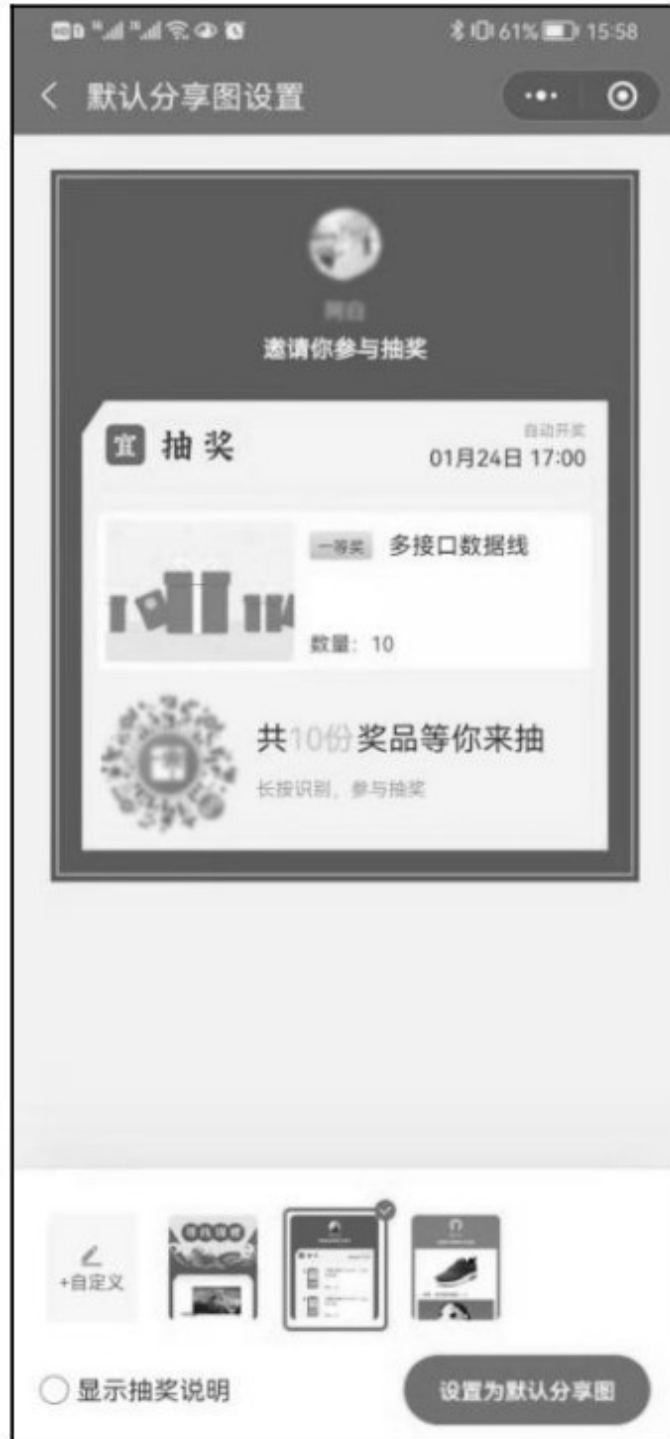 61% 15:58
默认分享图设置
阿白
邀请你参与抽奖
宜 抽奖
自动开奖
01月24日 17:00
一等奖 多接口数据线
数量：10
共10份奖品等你来抽
长按识别，参与抽奖
+自定义
显示抽奖说明
设置为默认分享图